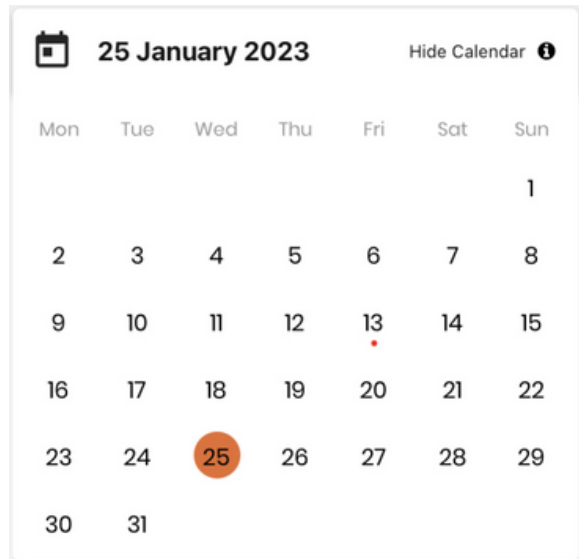 25 January 2023 Hide Calendar
Mon Tue Wed Thu Fri Sat Sun
1
2 3 4 5 6 7 8
9 10 11 12 13 14 15
16 17 18 19 20 21 22
23 24 25 26 27 28 29
30 31